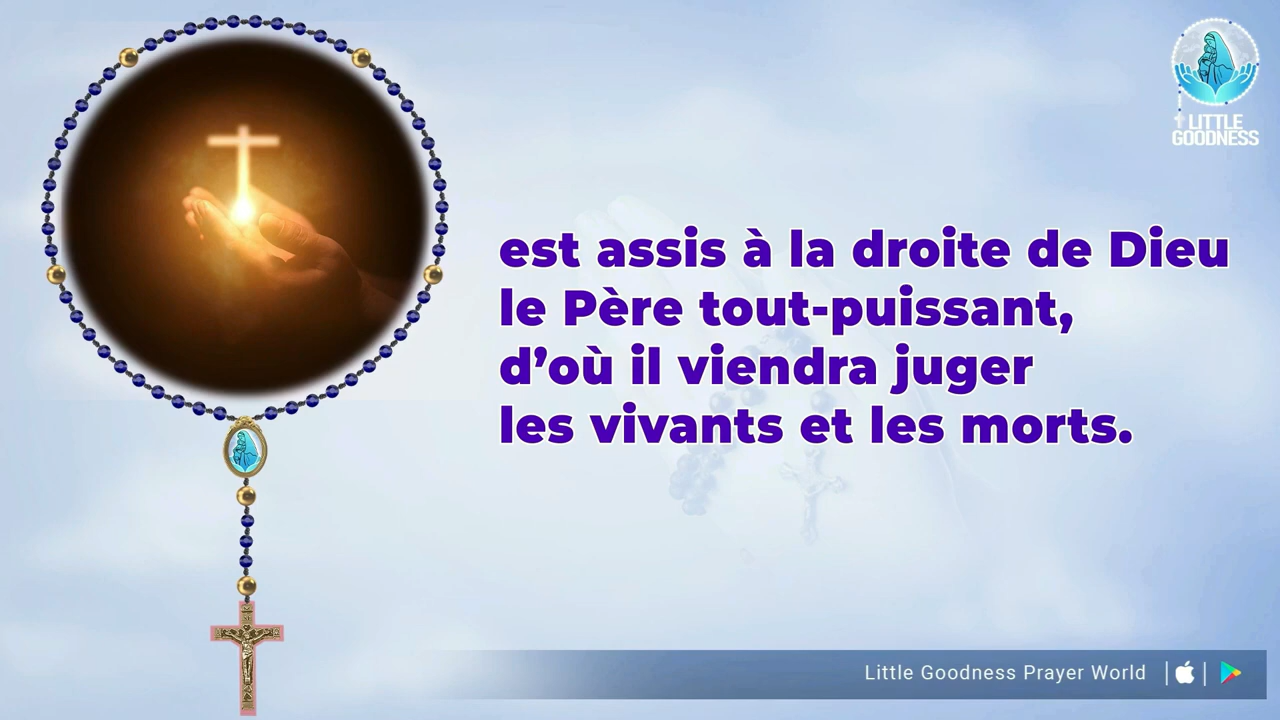 LITTLE
GOODNESS
est assis à la droite de Dieu
le Père tout-puissant,
d’où il viendra juger
les vivants et les morts.
Little Goodness Prayer World